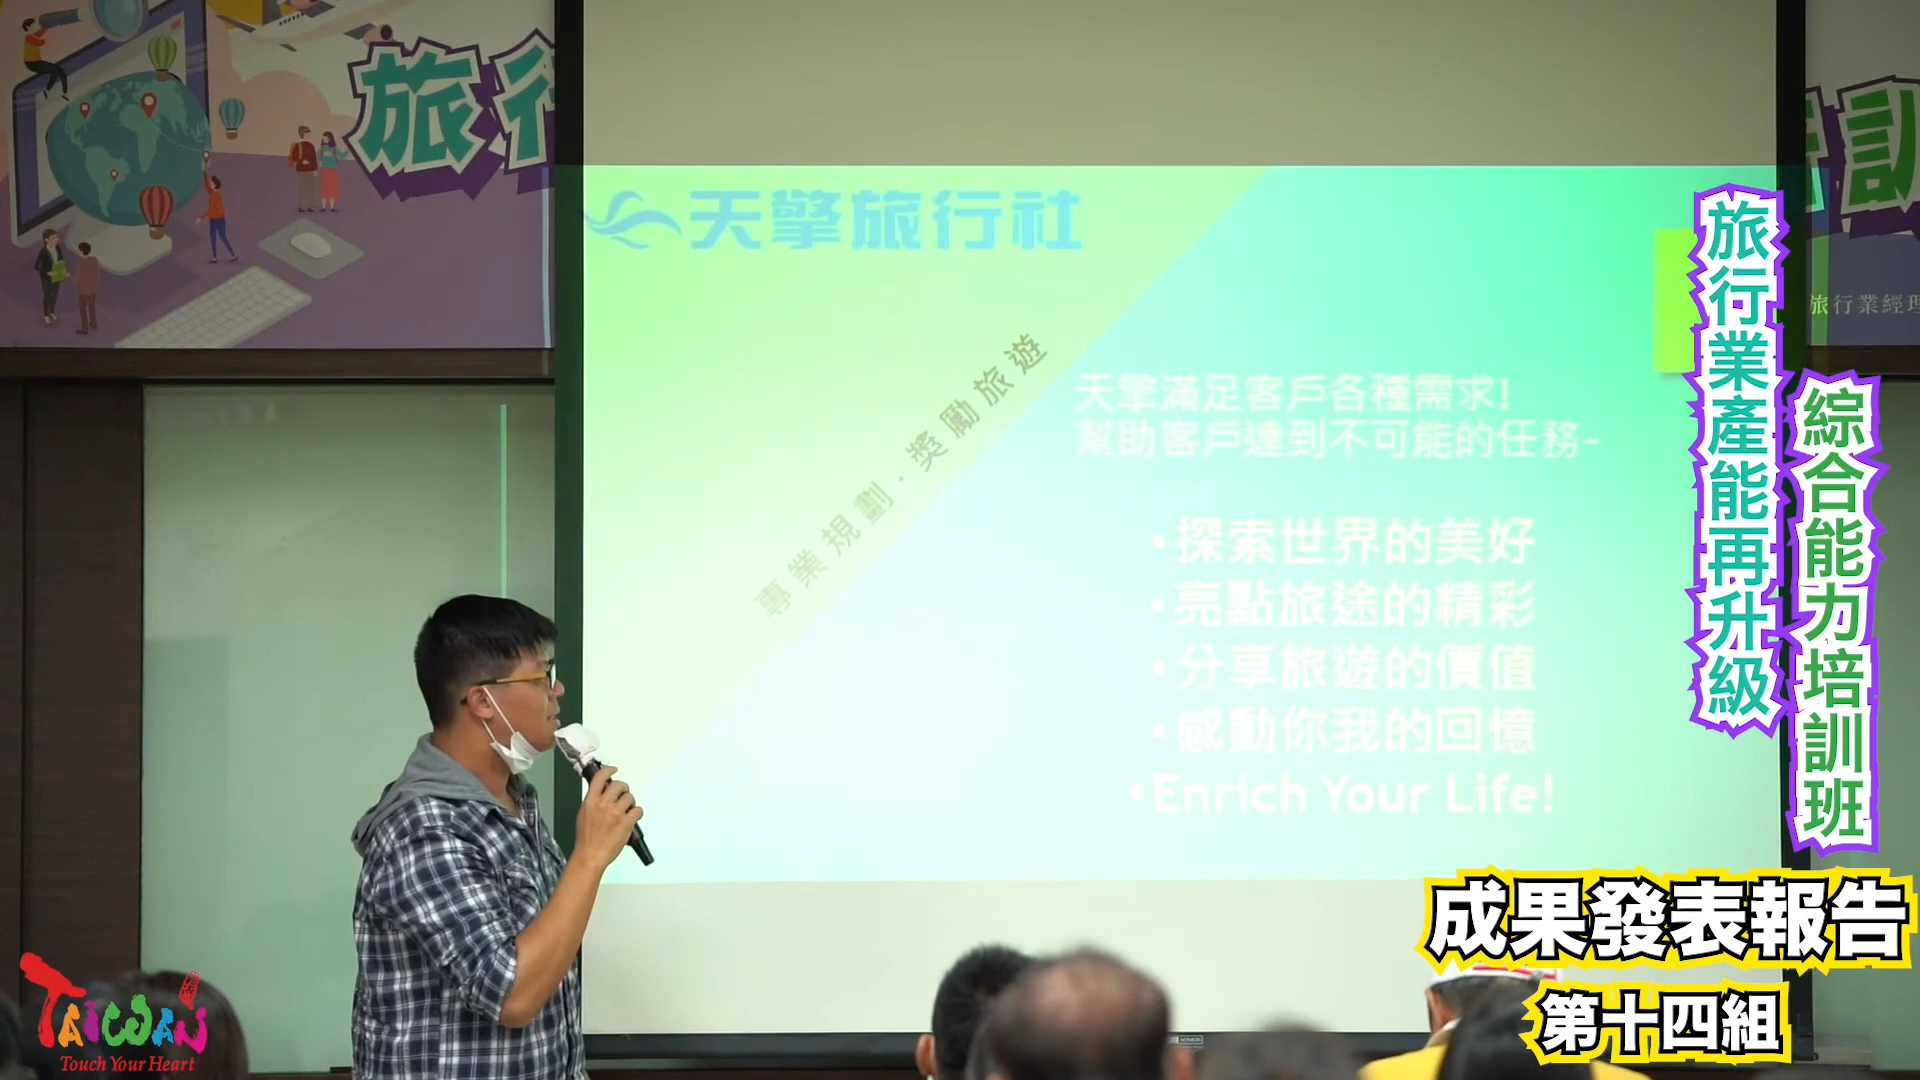 旅行
訓
旅行業經理
天擎旅行社
專業規劃·獎勵旅遊
天擎滿足客戶各種需求!
幫助客戶達到不可能的任務~
•探索世界的美好
•亮點旅途的精彩
•分享旅遊的價值
•感動你我的回憶
•Enrich Your Life!
旅行業產能再升級
綜合能力培訓班
成果發表報告
第十四組
TAIWAN
Touch Your Heart